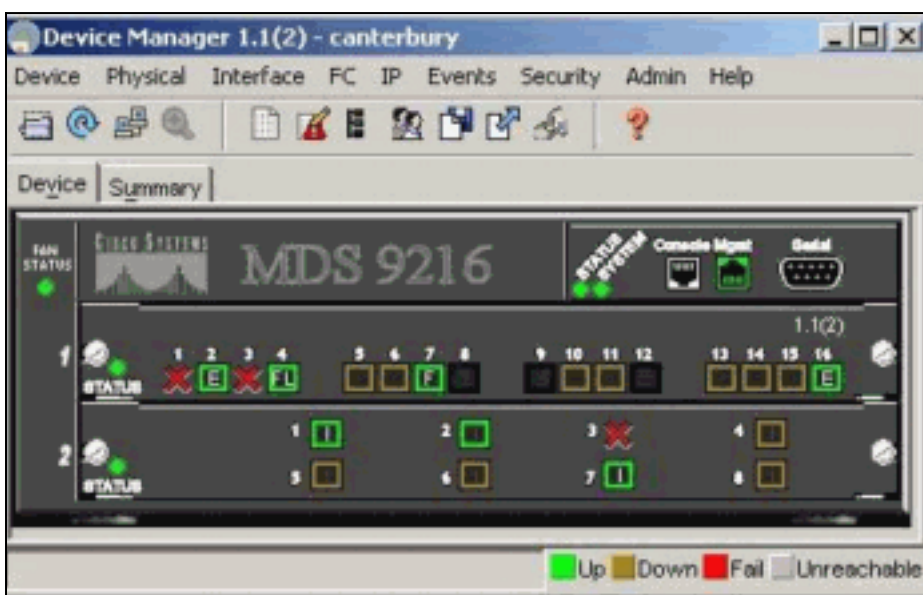 Device Manager 1.1(2) - canterbury
Device Physical Interface FC IP Events Security Admin Help
Device Summary
FAN STATUS
CISCO SYSTEMS
MDS 9216
STATUS
SYSTEM
Console Mgmt Serial
1.1(2)
1 1 2 3 4 5 6 7 8 9 10 11 12 13 14 15 16
STATUS E FL F E
2 1 2 3 4
STATUS 5 6 7 8
Up Down Fail Unreachable